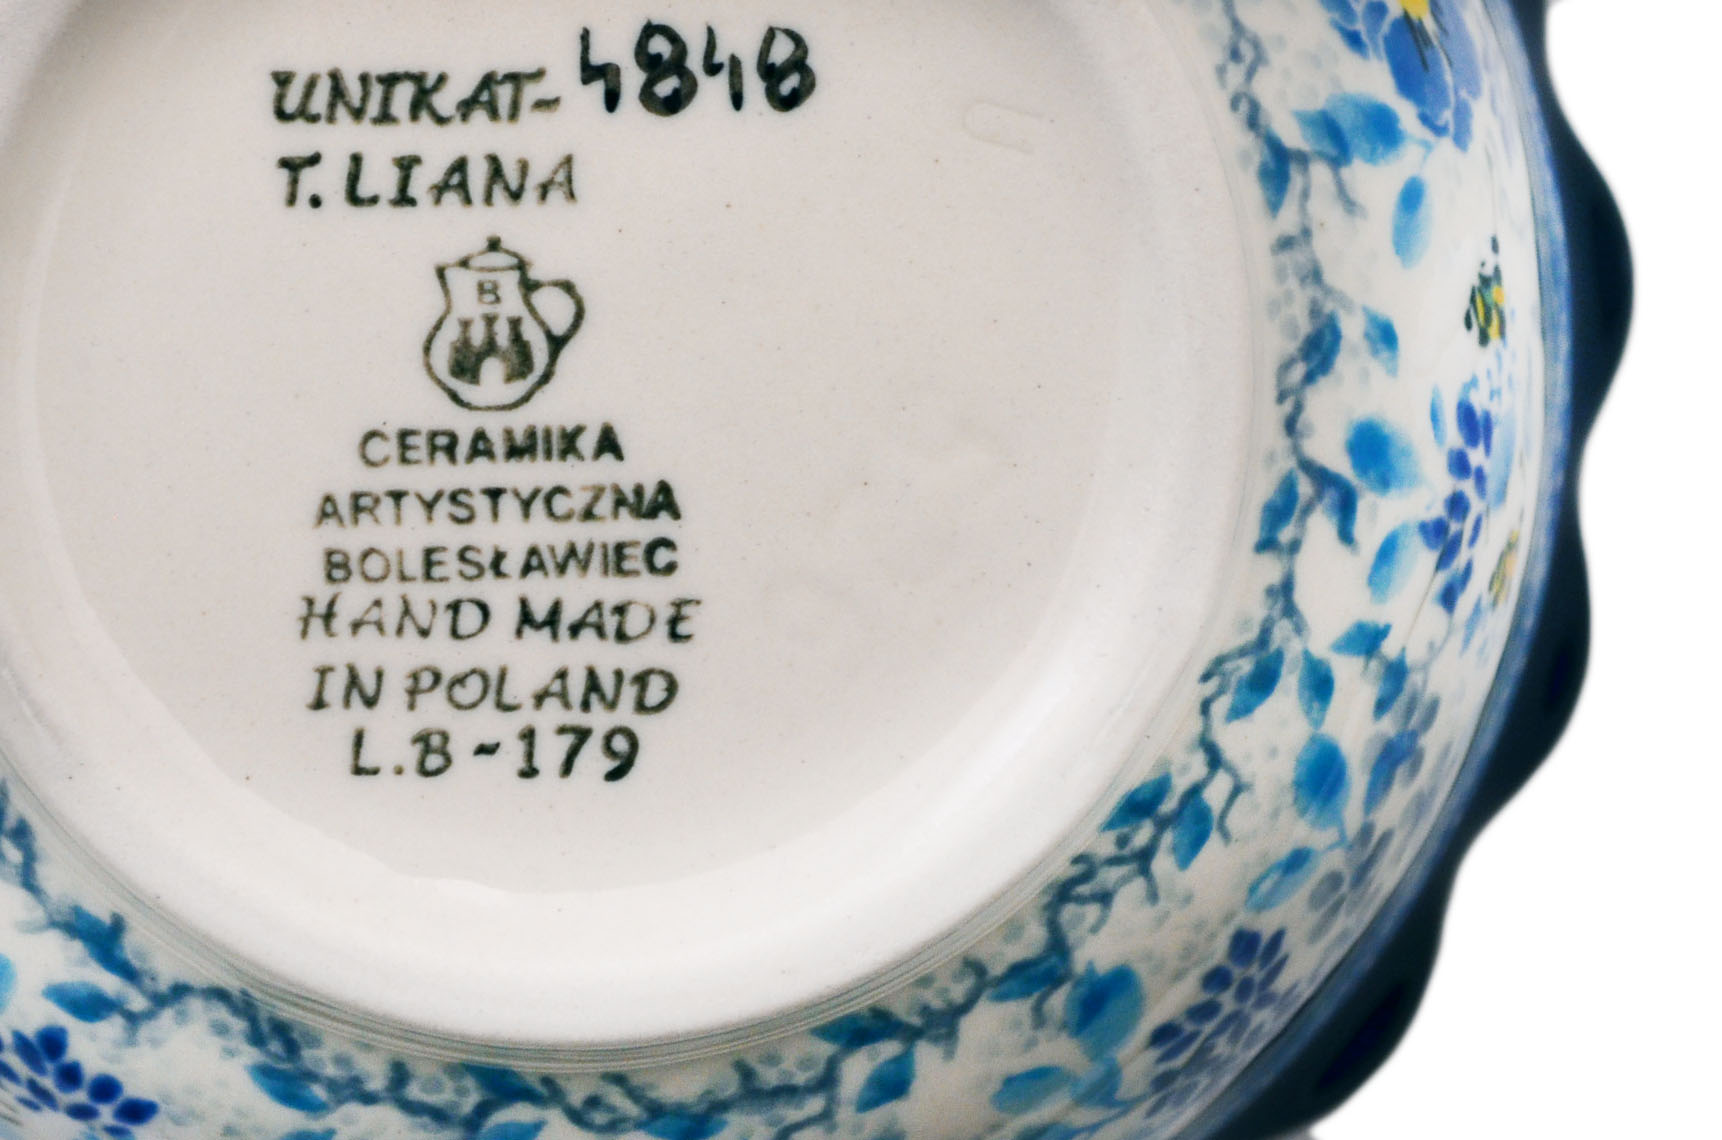 UNIKAT-4848
T. LIANA
B
CERAMIKA
ARTYSTYCZNA
BOLESŁAWIEC
HAND MADE
IN POLAND
L.B-179